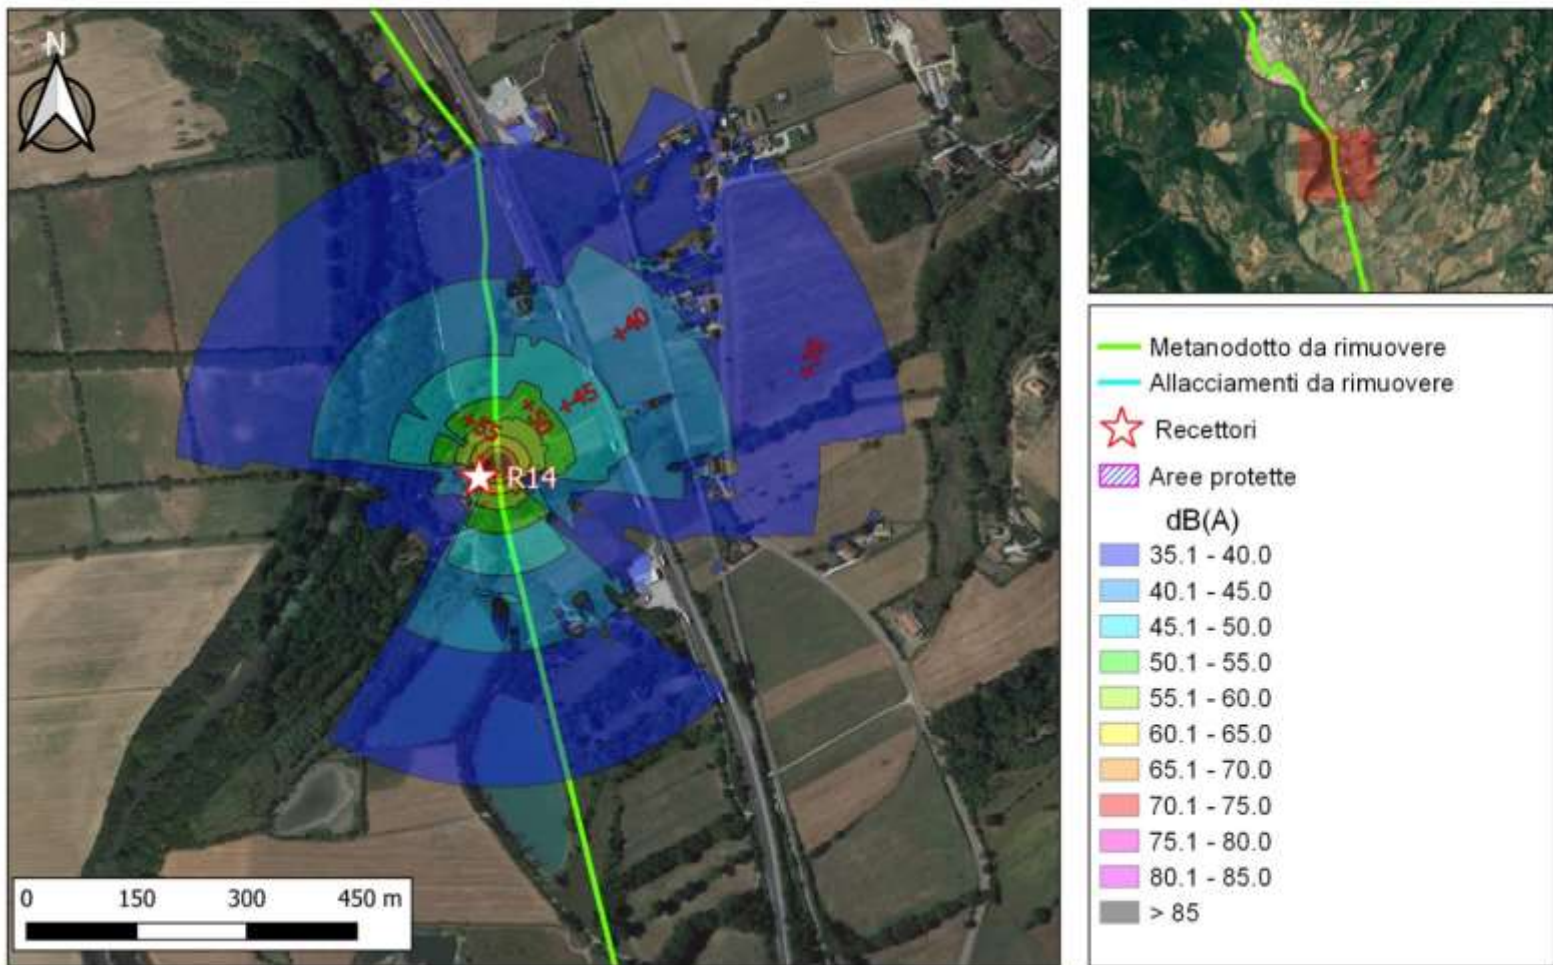 N
+40
+35
+45
+50
+55
R14
0 150 300 450 m
Metanodotto da rimuovere
Allacciamenti da rimuovere
Recettori
Aree protette
dB(A)
35.1 - 40.0
40.1 - 45.0
45.1 - 50.0
50.1 - 55.0
55.1 - 60.0
60.1 - 65.0
65.1 - 70.0
70.1 - 75.0
75.1 - 80.0
80.1 - 85.0
> 85